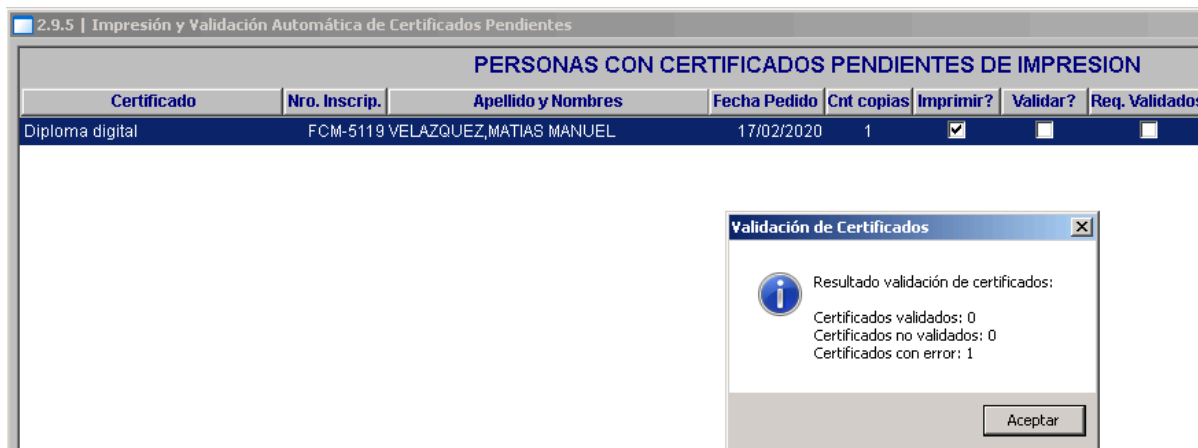 2.9.5 | Impresión y Validación Automática de Certificados Pendientes
PERSONAS CON CERTIFICADOS PENDIENTES DE IMPRESION
Certificado Nro. Inscrip. Apellido y Nombres Fecha Pedido Cnt copias Imprimir? Validar? Req. Validados
Diploma digital FCM-5119 VELAZQUEZ,MATIAS MANUEL 17/02/2020 1
Validación de Certificados
Resultado validación de certificados:
Certificados validados: 0
Certificados no validados: 0
Certificados con error: 1
Aceptar